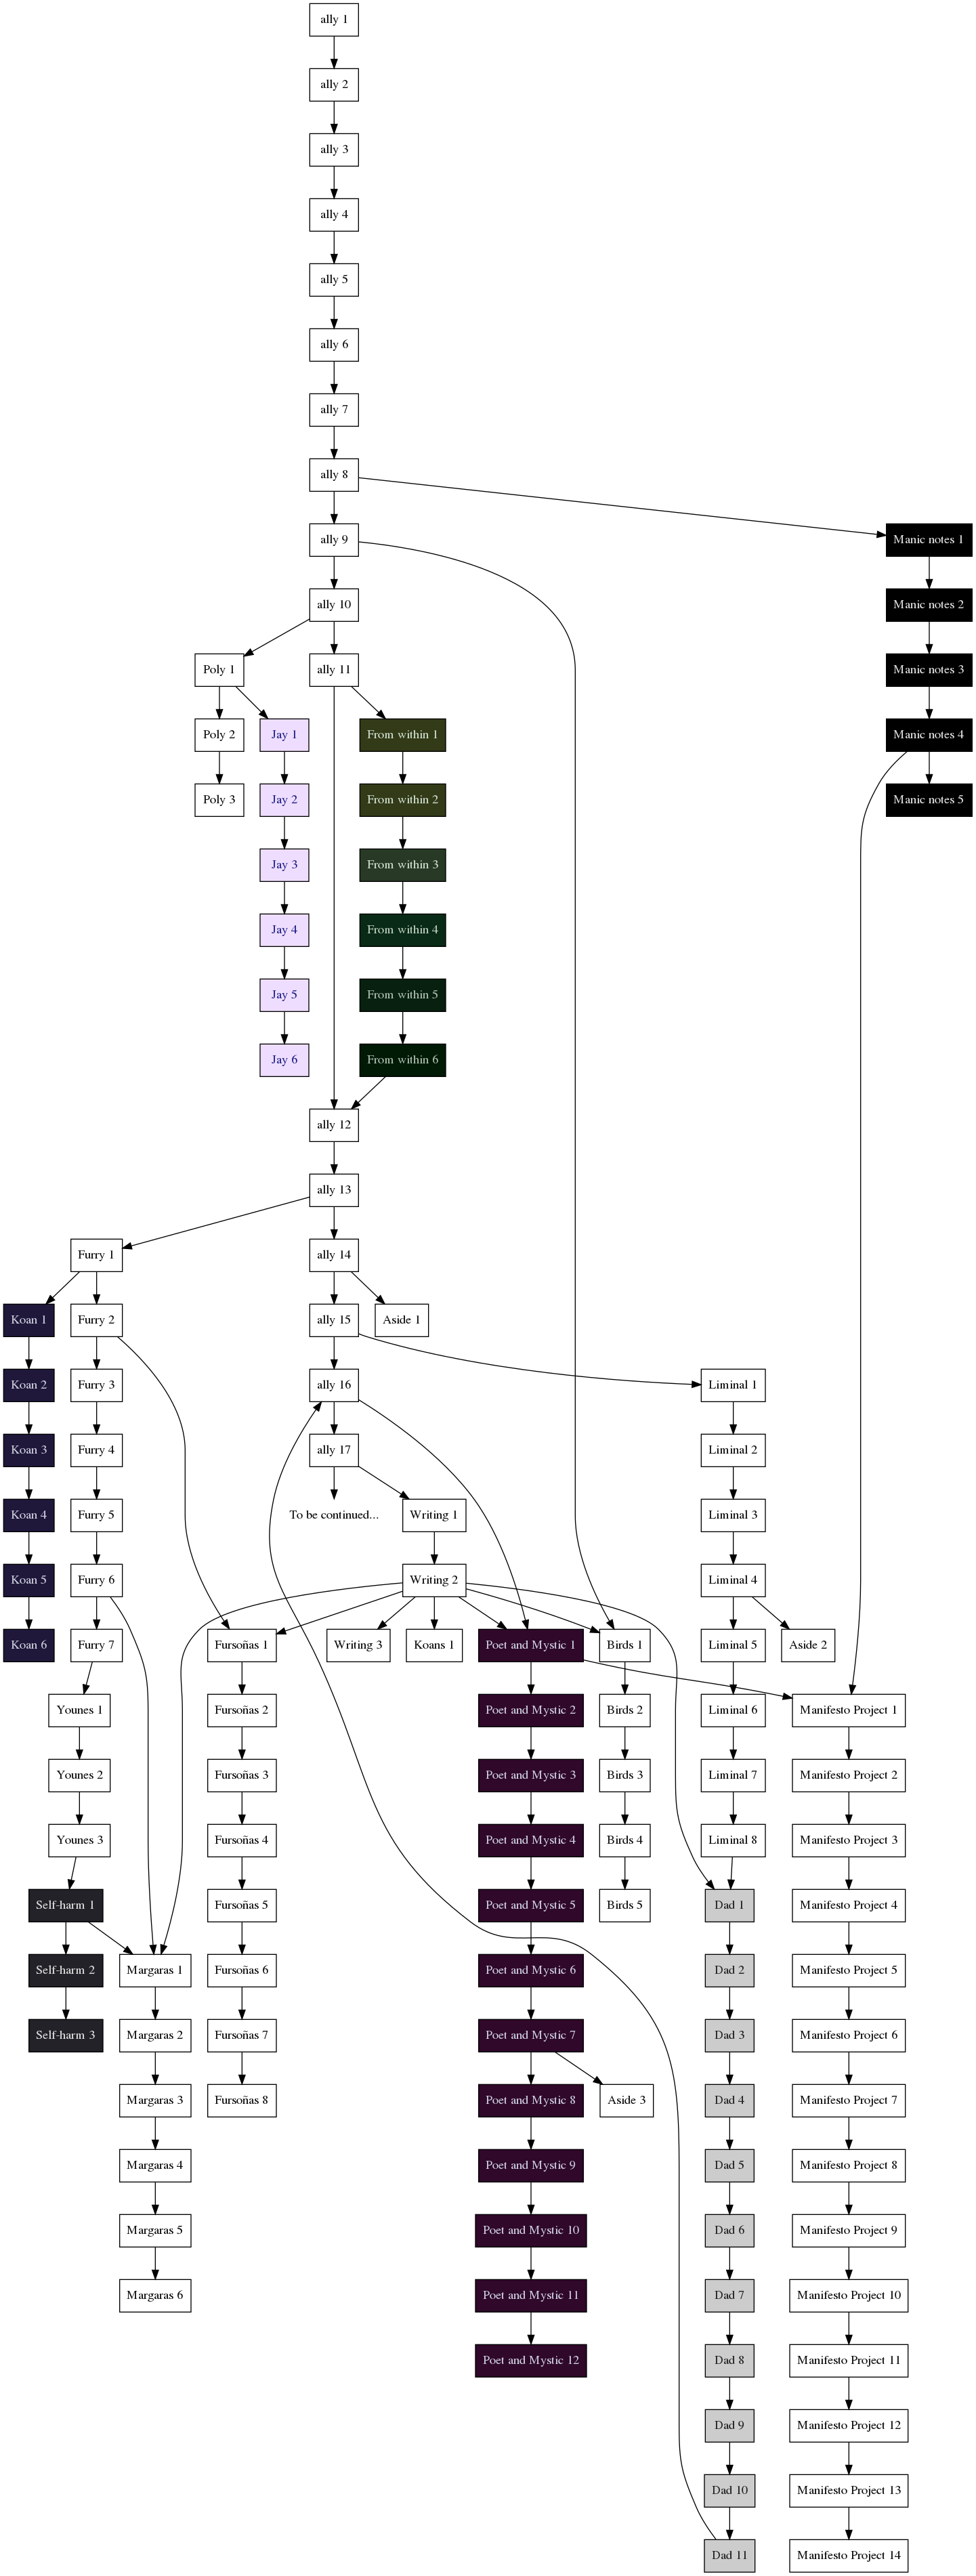 ally 1
ally 2
ally 3
ally 4
ally 5
ally 6
ally 7
ally 8
ally 9
Manic notes 1
ally 10
Manic notes 2
Poly 1
ally 11
Manic notes 3
Poly 2
Jay 1
From within 1
Manic notes 4
Poly 3
Jay 2
From within 2
Manic notes 5
Jay 3
From within 3
Jay 4
From within 4
Jay 5
From within 5
Jay 6
From within 6
ally 12
ally 13
Furry 1
ally 14
Koan 1
Furry 2
ally 15
Aside 1
Koan 2
Furry 3
ally 16
Liminal 1
Koan 3
Furry 4
ally 17
Liminal 2
Koan 4
Furry 5
To be continued...
Writing 1
Liminal 3
Koan 5
Furry 6
Writing 2
Liminal 4
Koan 6
Furry 7
Fursoñas 1
Writing 3
Koans 1
Poet and Mystic 1
Birds 1
Liminal 5
Aside 2
Younes 1
Fursoñas 2
Poet and Mystic 2
Birds 2
Liminal 6
Manifesto Project 1
Younes 2
Fursoñas 3
Poet and Mystic 3
Birds 3
Liminal 7
Manifesto Project 2
Younes 3
Fursoñas 4
Poet and Mystic 4
Birds 4
Liminal 8
Manifesto Project 3
Self-harm 1
Fursoñas 5
Poet and Mystic 5
Birds 5
Dad 1
Manifesto Project 4
Self-harm 2
Margaras 1
Fursoñas 6
Poet and Mystic 6
Dad 2
Manifesto Project 5
Self-harm 3
Margaras 2
Fursoñas 7
Poet and Mystic 7
Dad 3
Manifesto Project 6
Margaras 3
Fursoñas 8
Poet and Mystic 8
Aside 3
Dad 4
Manifesto Project 7
Margaras 4
Poet and Mystic 9
Dad 5
Manifesto Project 8
Margaras 5
Poet and Mystic 10
Dad 6
Manifesto Project 9
Margaras 6
Poet and Mystic 11
Dad 7
Manifesto Project 10
Poet and Mystic 12
Dad 8
Manifesto Project 11
Dad 9
Manifesto Project 12
Dad 10
Manifesto Project 13
Dad 11
Manifesto Project 14